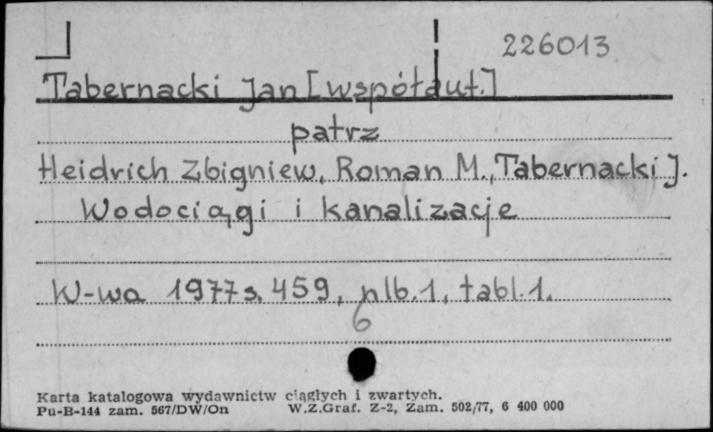 226013
Tabernacki Jan [współaut.]
patrz
Heidrich Zbigniew, Roman M., Tabernacki J.
Wodociągi i kanalizacje
W-wa 1977 s. 459, nlb. 1, tabl. 1.
6
Karta katalogowa wydawnictw ciągłych i zwartych.
Pu-B-144 zam. 567/DW/On W.Z.Graf. Z-2, Zam. 502/77, 6 400 000